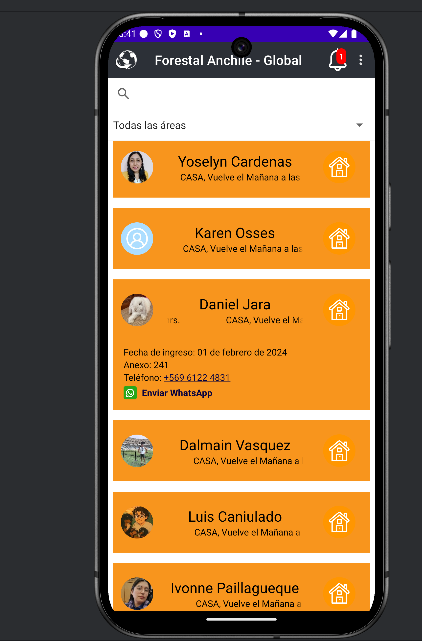 5:41
Forestal Anchile - Global
1
Todas las áreas
Yoselyn Cardenas
CASA, Vuelve el Mañana a las
Karen Osses
CASA, Vuelve el Mañana a las
Daniel Jara
rs. CASA, Vuelve el Ma
Fecha de ingreso: 01 de febrero de 2024
Anexo: 241
Teléfono: +569 6122 4831
Enviar WhatsApp
Dalmain Vasquez
CASA, Vuelve el Mañana a
Luis Caniulado
CASA, Vuelve el Mañana a
Ivonne Paillagueque
CASA, Vuelve el Mañana a